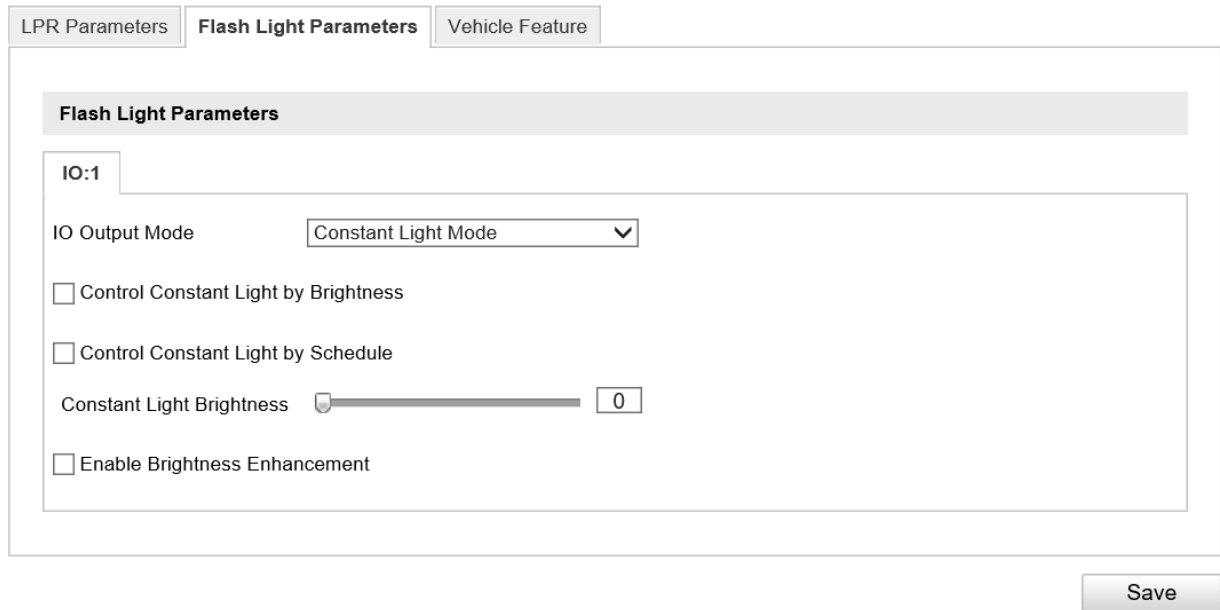 LPR Parameters Flash Light Parameters Vehicle Feature
Flash Light Parameters
IO:1
IO Output Mode Constant Light Mode
Control Constant Light by Brightness
Control Constant Light by Schedule
Constant Light Brightness 0
Enable Brightness Enhancement
Save